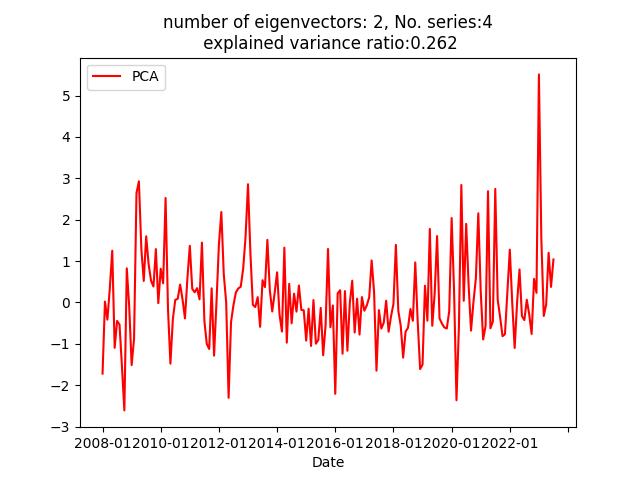 number of eigenvectors: 2, No. series:4
explained variance ratio:0.262
PCA
5
4
3
2
1
0
−1
−2
−3
2008-012010-012012-012014-012016-012018-012020-012022-01
Date